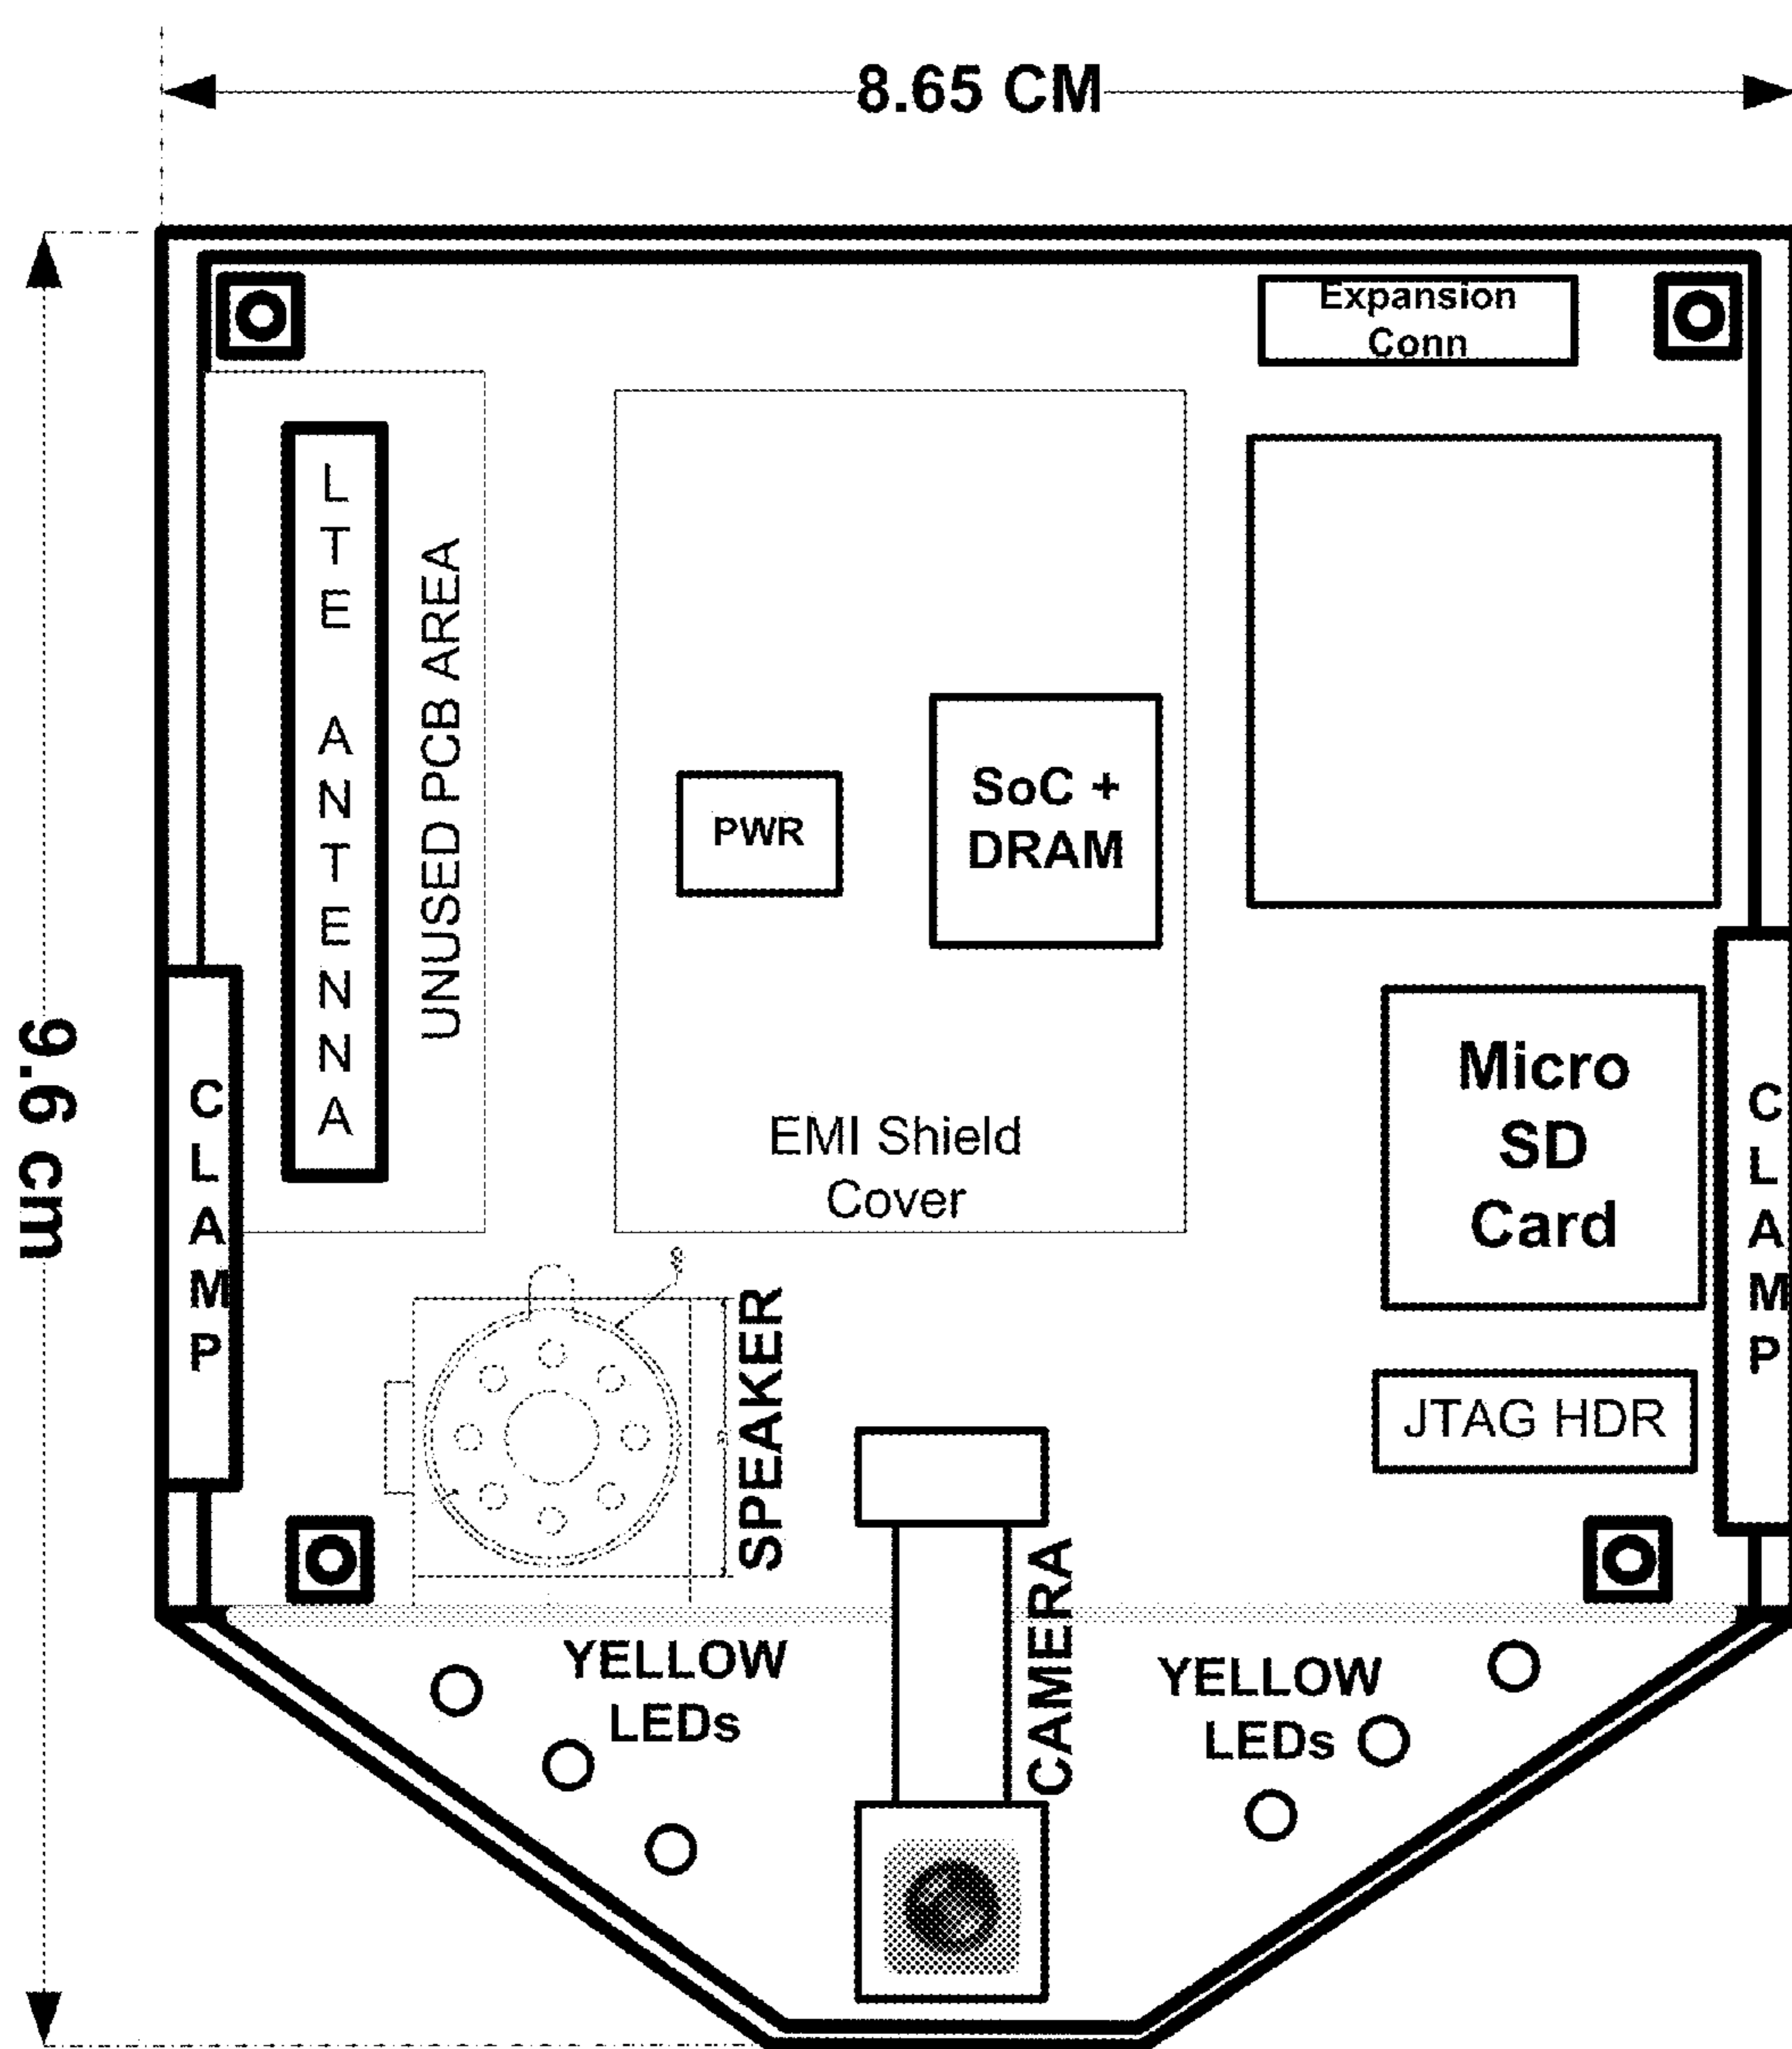 8.65 CM
Expansion
Conn
LTE ANTENNA
UNUSED PCB AREA
PWR
SoC +
DRAM
EMI Shield
Cover
Micro
SD
Card
CLAMP
CLAMP
9.6 cm
JTAG HDR
SPEAKER
CAMERA
YELLOW
LEDs
YELLOW
LEDs